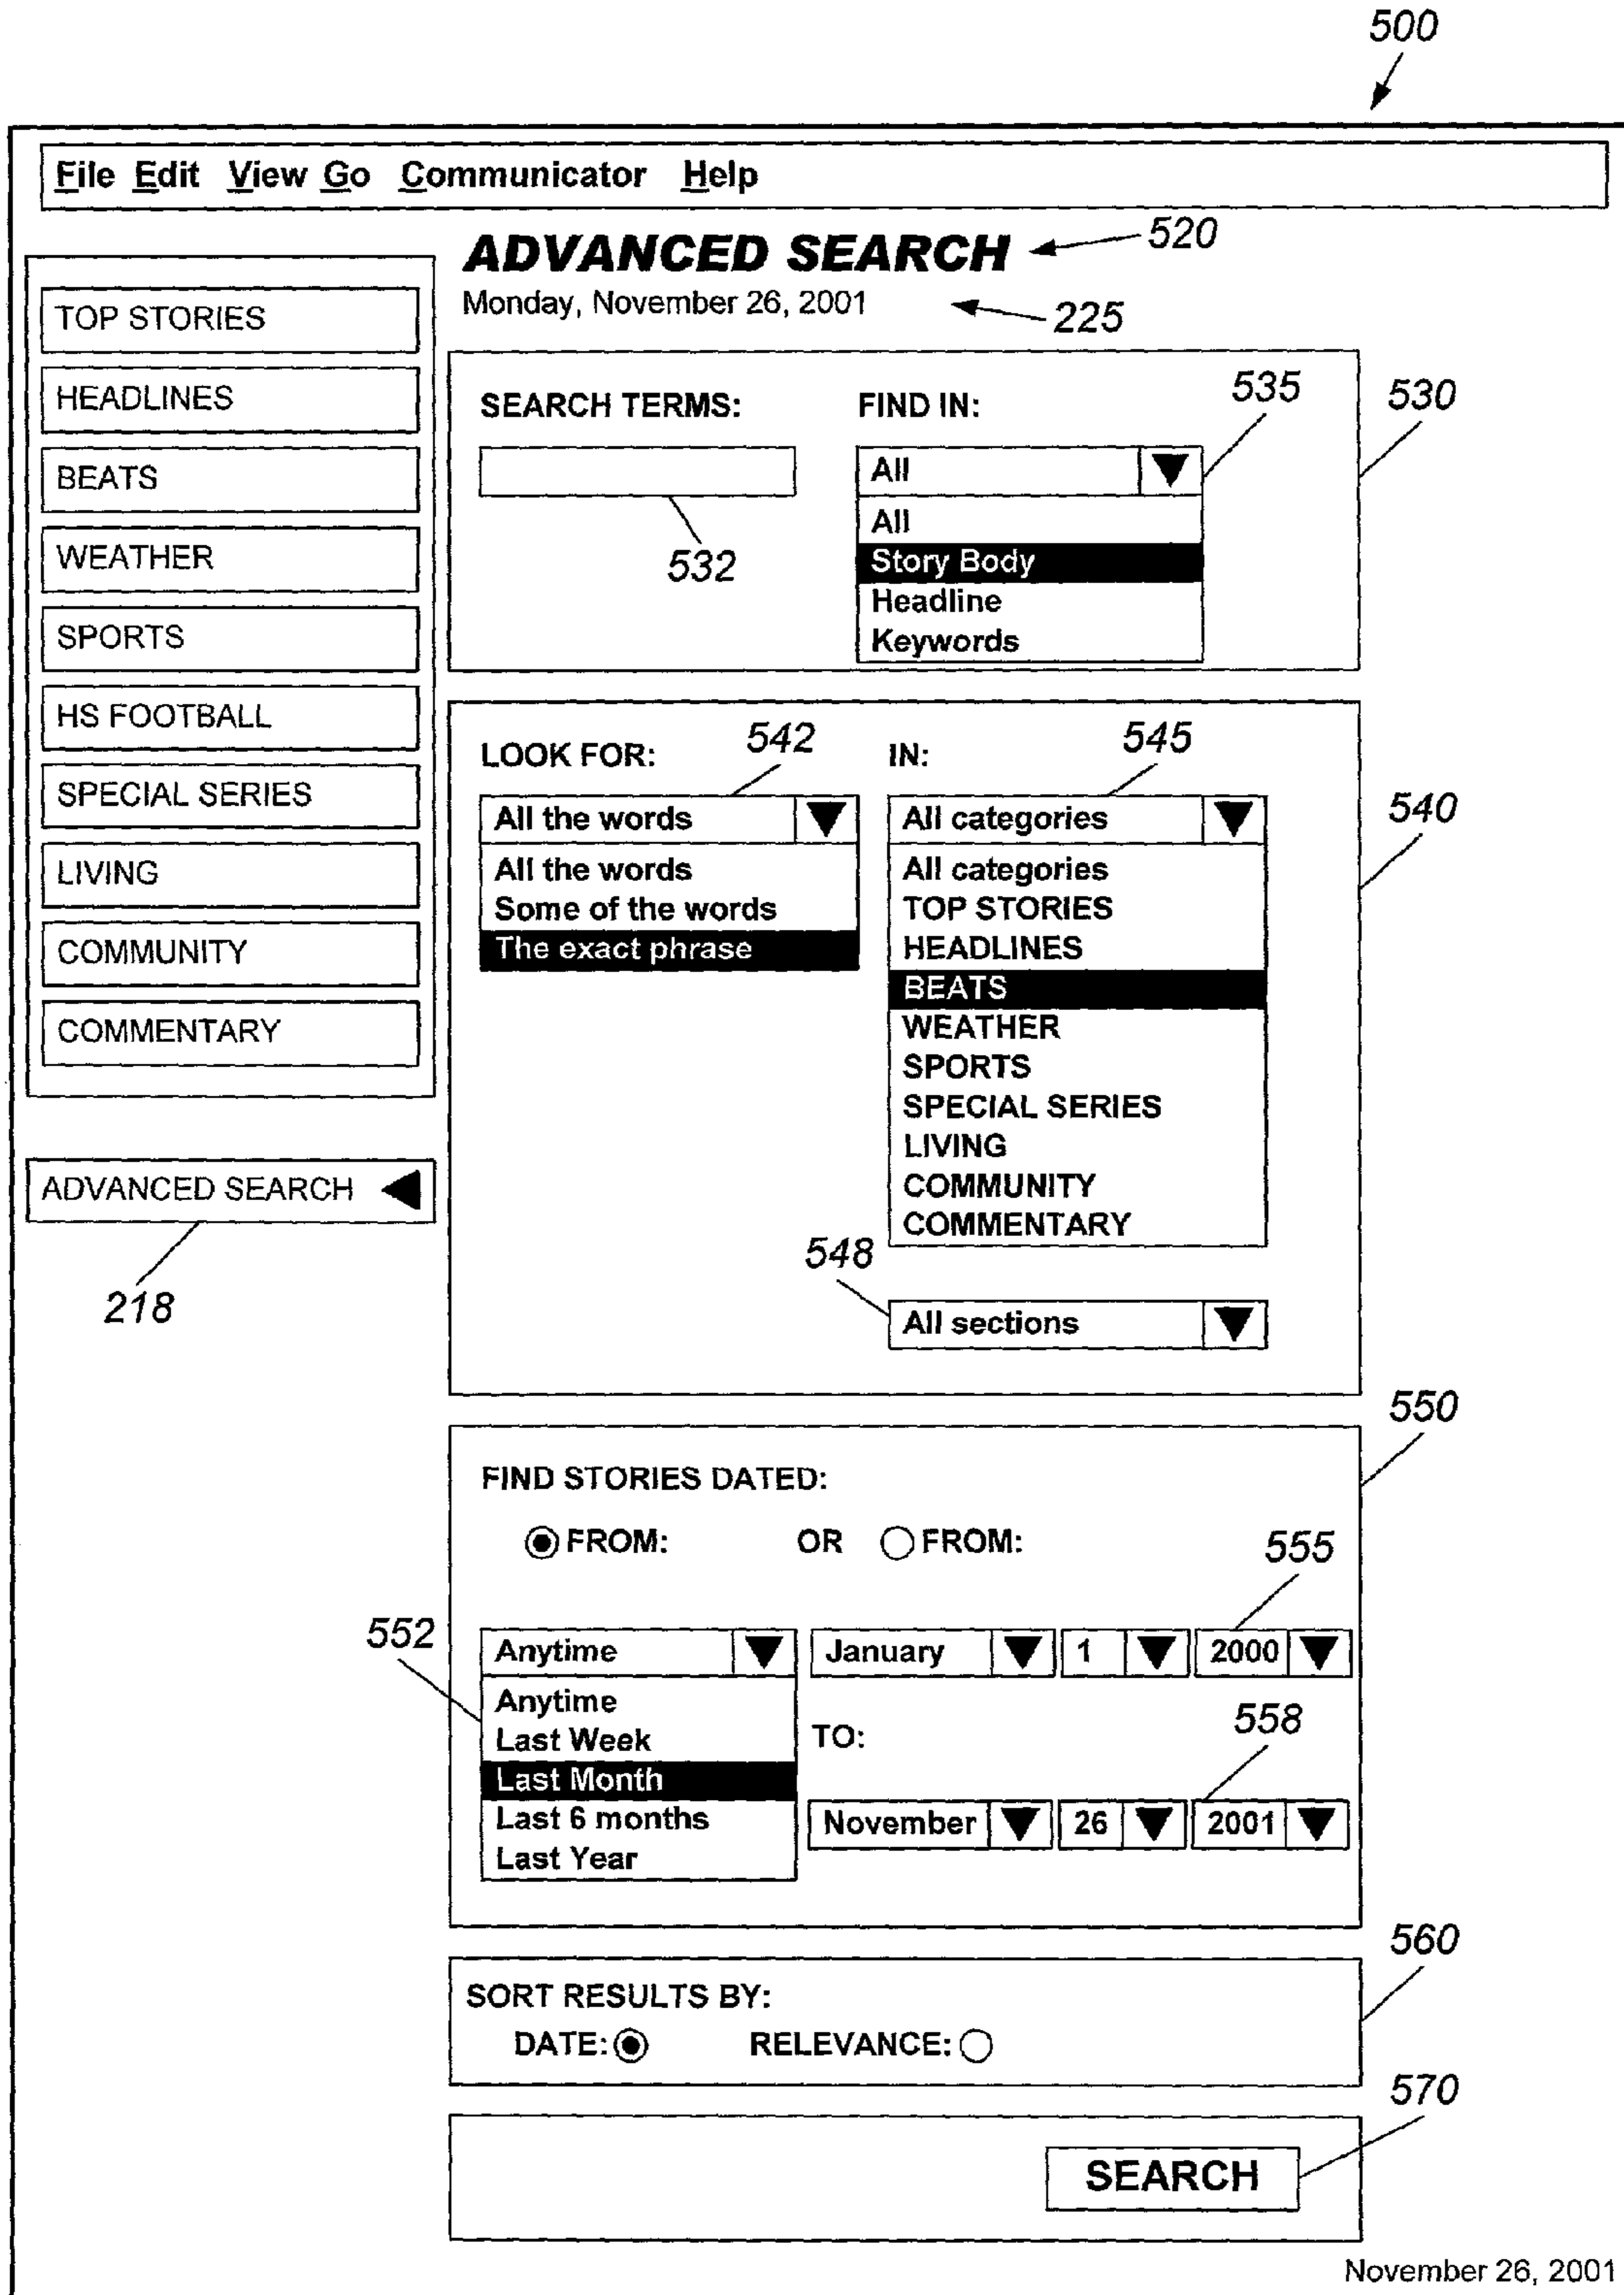 500
File Edit View Go Communicator Help
ADVANCED SEARCH 520
Monday, November 26, 2001 225
TOP STORIES
HEADLINES
BEATS
WEATHER
SPORTS
HS FOOTBALL
SPECIAL SERIES
LIVING
COMMUNITY
COMMENTARY
ADVANCED SEARCH
218
535 530
SEARCH TERMS: FIND IN:
All
532
All
Story Body
Headline
Keywords
542 545
LOOK FOR: IN:
540
All the words
All the words
Some of the words
The exact phrase
All categories
All categories
TOP STORIES
HEADLINES
BEATS
WEATHER
SPORTS
SPECIAL SERIES
LIVING
COMMUNITY
COMMENTARY
548
All sections
550
FIND STORIES DATED:
FROM: OR FROM:
555
552
Anytime
Anytime
Last Week
Last Month
Last 6 months
Last Year
January 1 2000
558
TO:
November 26 2001
560
SORT RESULTS BY:
DATE: RELEVANCE:
570
SEARCH
November 26, 2001